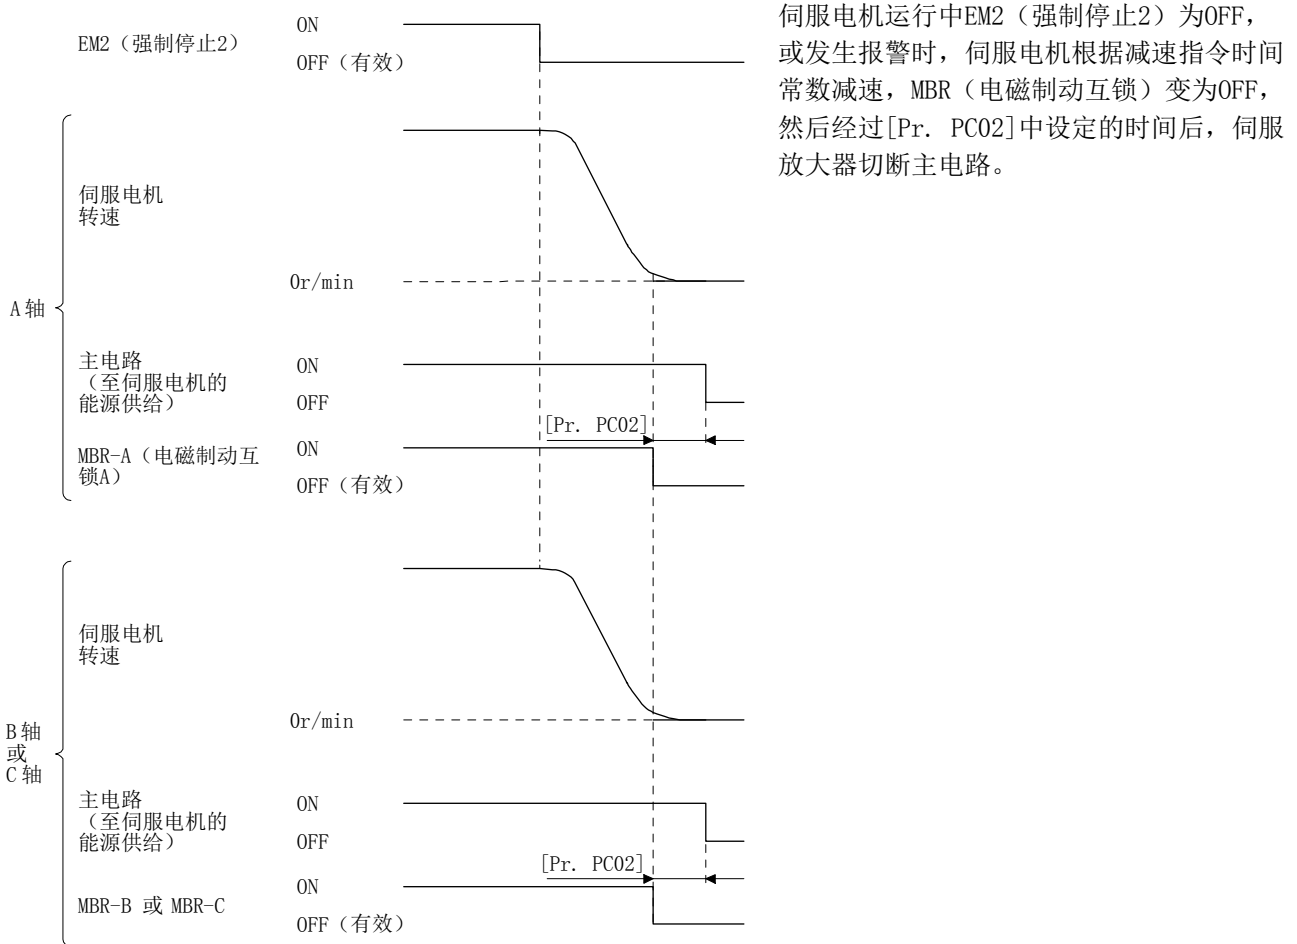 伺服电机运行中EM2（强制停止2）为OFF，
或发生报警时，伺服电机根据减速指令时间
常数减速，MBR（电磁制动互锁）变为OFF，
然后经过[Pr. PC02]中设定的时间后，伺服
放大器切断主电路。
EM2（强制停止2）
ON
OFF（有效）
A轴
伺服电机
转速
0r/min
主电路
（至伺服电机的
能源供给）
ON
OFF
[Pr. PC02]
MBR-A（电磁制动互
锁A）
ON
OFF（有效）
B轴
或
C轴
伺服电机
转速
0r/min
主电路
（至伺服电机的
能源供给）
ON
OFF
[Pr. PC02]
MBR-B 或 MBR-C
ON
OFF（有效）